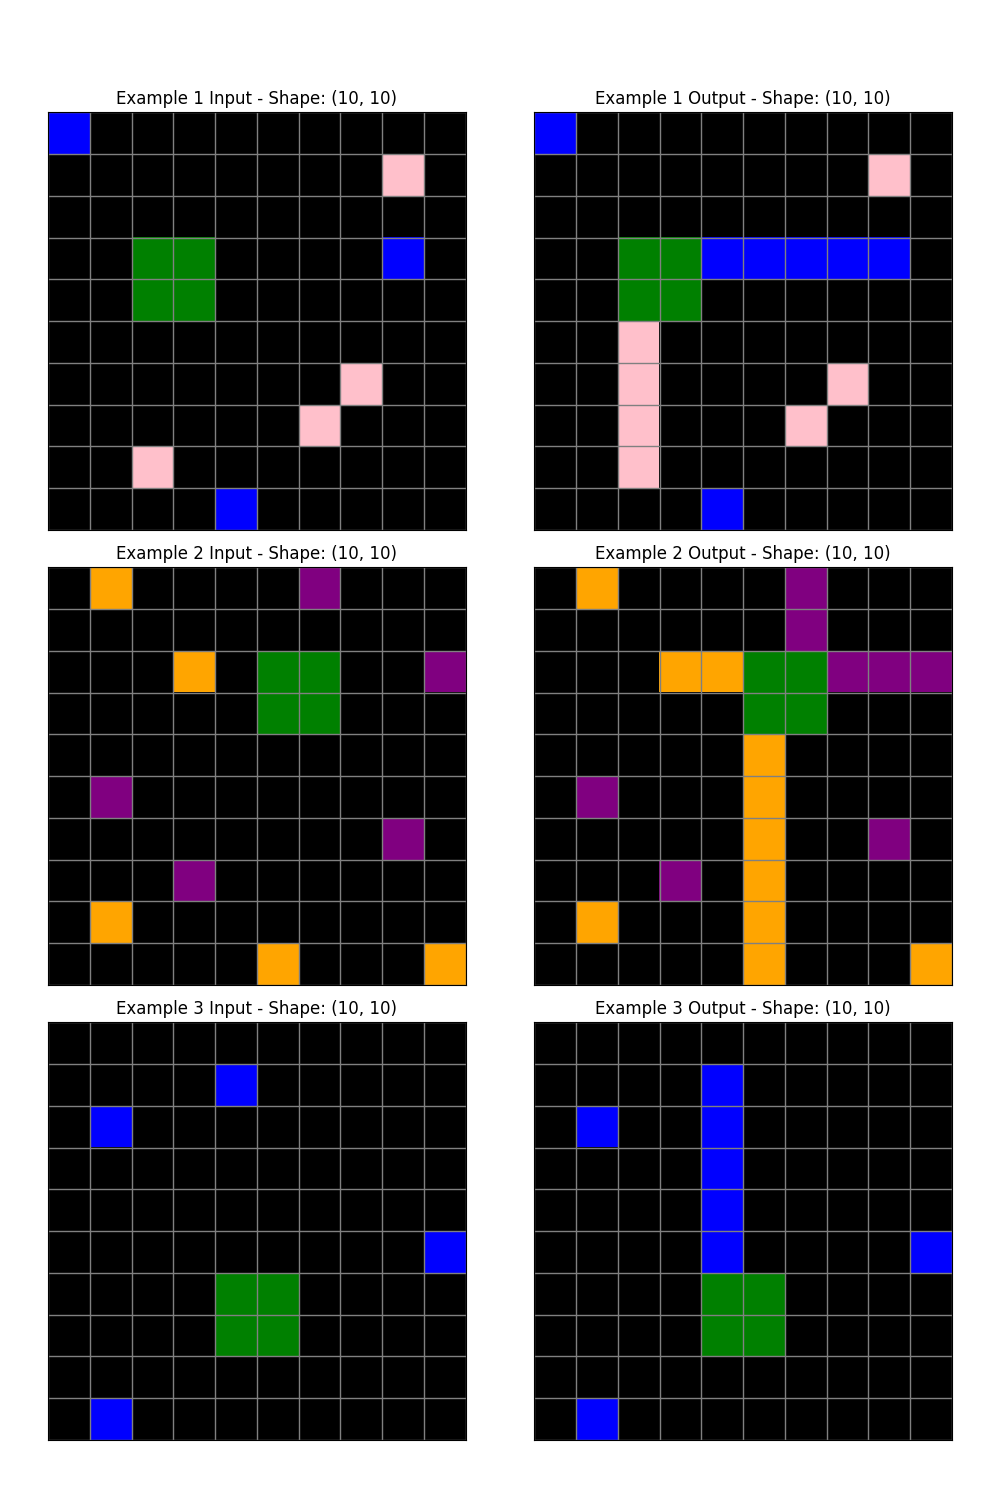 Example 1 Input - Shape: (10, 10)
Example 1 Output - Shape: (10, 10)
Example 2 Input - Shape: (10, 10)
Example 2 Output - Shape: (10, 10)
Example 3 Input - Shape: (10, 10)
Example 3 Output - Shape: (10, 10)